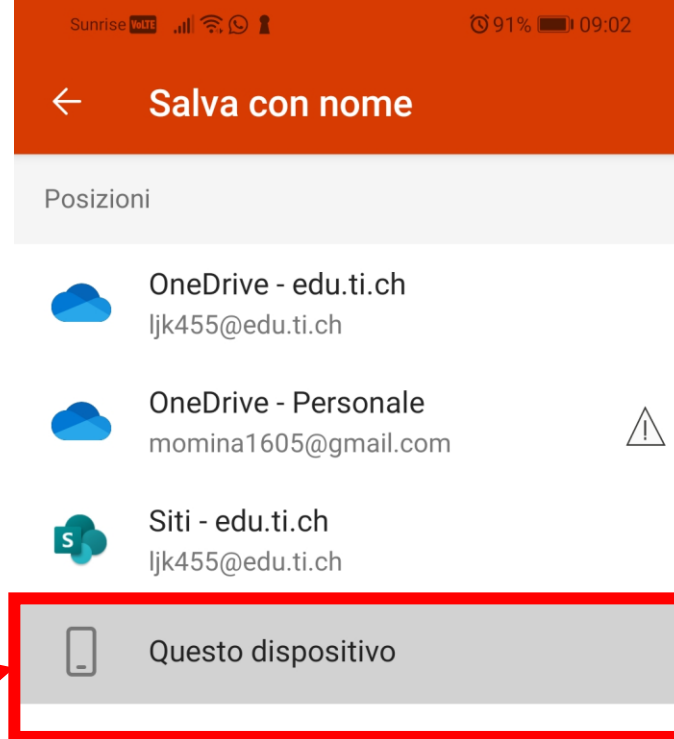 Sunrise VoLTE 91% 09:02
Salva con nome
Posizioni
OneDrive - edu.ti.ch
ljk455@edu.ti.ch
OneDrive - Personale
momina1605@gmail.com
Siti - edu.ti.ch
S
ljk455@edu.ti.ch
Questo dispositivo